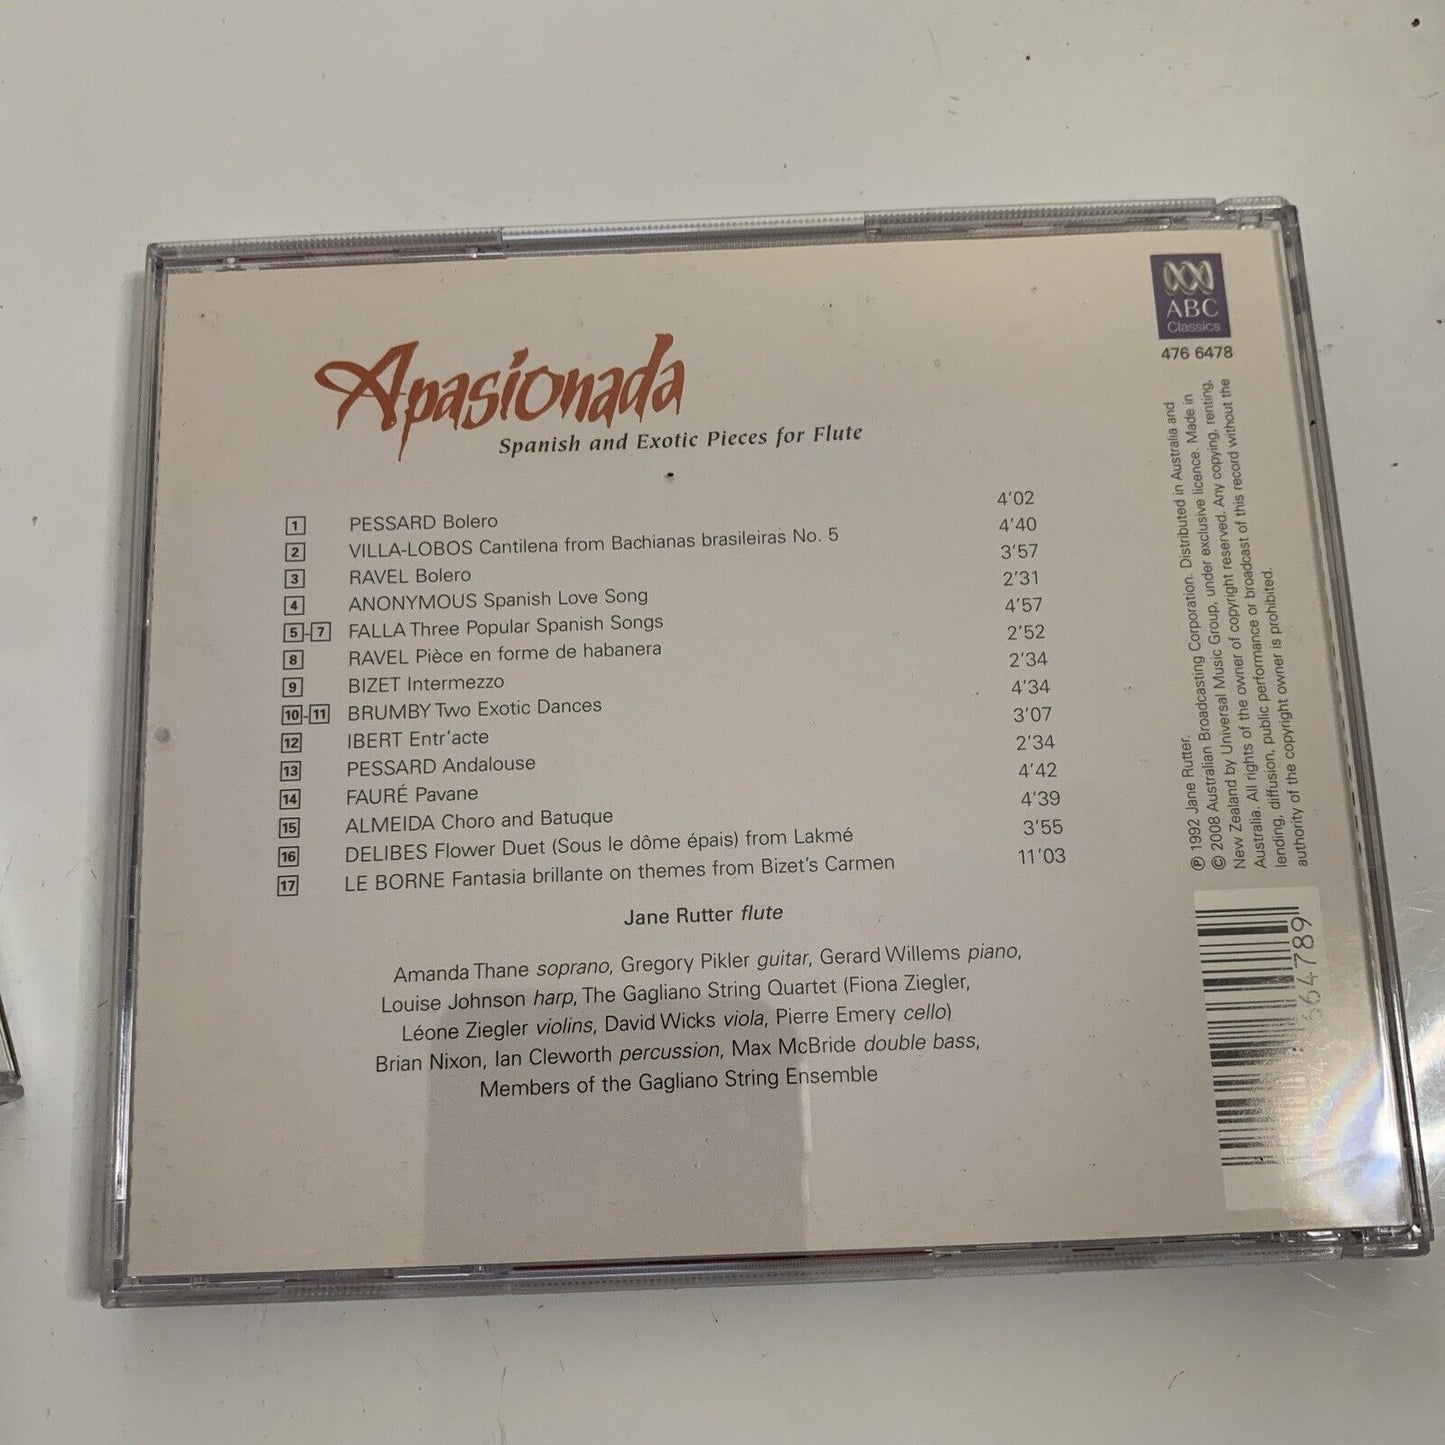 ABC
Classics
476 6478
Apasionada
Spanish and Exotic Pieces for Flute
1 PESSARD Bolero 4'02
2 VILLA-LOBOS Cantilena from Bachianas brasileiras No. 5 4'40
3 RAVEL Bolero 3'57
4 ANONYMOUS Spanish Love Song 2'31
5-7 FALLA Three Popular Spanish Songs 4'57
8 RAVEL Pièce en forme de habanera 2'52
9 BIZET Intermezzo 2'34
10-11 BRUMBY Two Exotic Dances 4'34
12 IBERT Entr'acte 3'07
13 PESSARD Andalouse 2'34
14 FAURÉ Pavane 4'42
15 ALMEIDA Choro and Batuque 4'39
16 DELIBES Flower Duet (Sous le dôme épais) from Lakmé 3'55
17 LE BORNE Fantasia brillante on themes from Bizet's Carmen 11'03
Jane Rutter flute
Amanda Thane soprano, Gregory Pikler guitar, Gerard Willems piano,
Louise Johnson harp, The Gagliano String Quartet (Fiona Ziegler,
Léone Ziegler violins, David Wicks viola, Pierre Emery cello)
Brian Nixon, Ian Cleworth percussion, Max McBride double bass,
Members of the Gagliano String Ensemble
℗ 1992 Jane Rutter.
© 2008 Australian Broadcasting Corporation. Distributed in Australia and
New Zealand by Universal Music Group, under exclusive licence. Made in
Australia. All rights of the owner of copyright reserved. Any copying, renting,
lending, diffusion, public performance or broadcast of this record without the
authority of the copyright owner is prohibited.